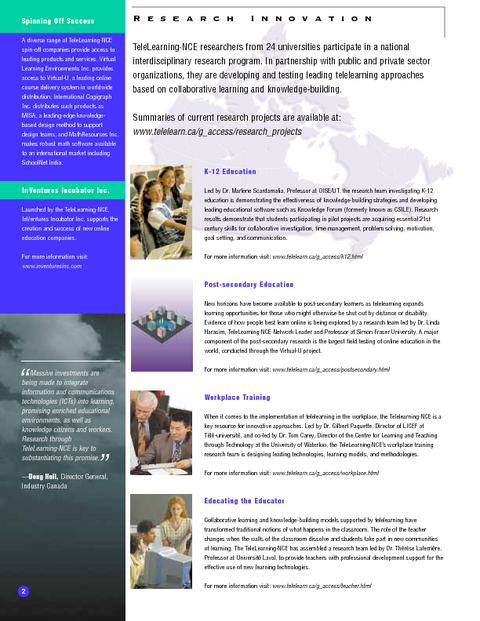 Spinning Off Success
A diverse range of TeleLearning-NCE
spin-off companies provide access to
leading products and services. Virtual
Learning Environments Inc. provides
access to Virtual-U, a leading online
course delivery system in worldwide
distribution; International Cogigraph
Inc. distributes such products as
MISA, a leading-edge knowledge-
based design method to support
design teams; and MathResources Inc.
makes robust math software available
to an international market including
SchoolNet India.
InVentures Incubator Inc.
Launched by the TeleLearning-NCE,
InVentures Incubator Inc. supports the
creation and success of new online
education companies.
For more information visit:
www.inventuresinc.com
“Massive investments are
being made to integrate
information and communications
technologies (ICTs) into learning,
promising enriched educational
environments, as well as
knowledge citizens and workers.
Research through
TeleLearning-NCE is key to
substantiating this promise.”
—Doug Hull, Director General,
Industry Canada
2
RESEARCH INNOVATION
TeleLearning-NCE researchers from 24 universities participate in a national
interdisciplinary research program. In partnership with public and private sector
organizations, they are developing and testing leading telelearning approaches
based on collaborative learning and knowledge-building.
Summaries of current research projects are available at:
www.telelearn.ca/g_access/research_projects
K-12 Education
Led by Dr. Marlene Scardamalia, Professor at OISE/UT, the research team investigating K-12
education is demonstrating the effectiveness of knowledge-building strategies and developing
leading educational software such as Knowledge Forum (formerly known as CSILE). Research
results demonstrate that students participating in pilot projects are acquiring essential 21st
century skills for collaborative investigation, time management, problem solving, motivation,
goal setting, and communication.
For more information visit: www.telelearn.ca/g_access/k12.html
Post-secondary Education
New horizons have become available to post-secondary learners as telelearning expands
learning opportunities for those who might otherwise be shut out by distance or disability.
Evidence of how people best learn online is being explored by a research team led by Dr. Linda
Harasim, TeleLearning-NCE Network Leader and Professor at Simon Fraser University. A major
component of the post-secondary research is the largest field testing of online education in the
world, conducted through the Virtual-U project.
For more information visit: www.telelearn.ca/g_access/postsecondary.html
Workplace Training
When it comes to the implementation of telelearning in the workplace, the TeleLearning-NCE is a
key resource for innovative approaches. Led by Dr. Gilbert Paquette, Director of LICEF at
Télé-université, and co-led by Dr. Tom Carey, Director of the Centre for Learning and Teaching
through Technology at the University of Waterloo, the TeleLearning-NCE's workplace training
research team is designing leading technologies, learning models, and methodologies.
For more information visit: www.telelearn.ca/g_access/workplace.html
Educating the Educator
Collaborative learning and knowledge-building models supported by telelearning have
transformed traditional notions of what happens in the classroom. The role of the teacher
changes when the walls of the classroom dissolve and students take part in new communities
of learning. The TeleLearning-NCE has assembled a research team led by Dr. Thérèse Laferrière,
Professor at Université Laval, to provide teachers with professional development support for the
effective use of new learning technologies.
For more information visit: www.telelearn.ca/g_access/teacher.html